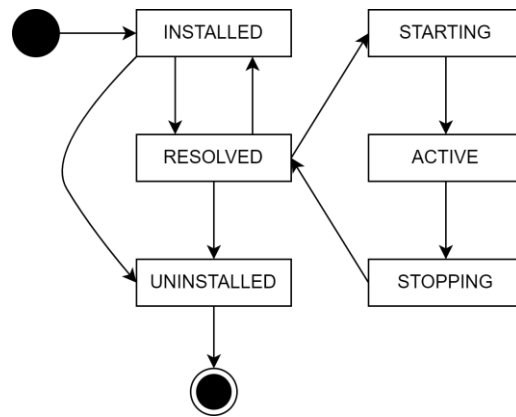 INSTALLED
STARTING
RESOLVED
ACTIVE
UNINSTALLED
STOPPING